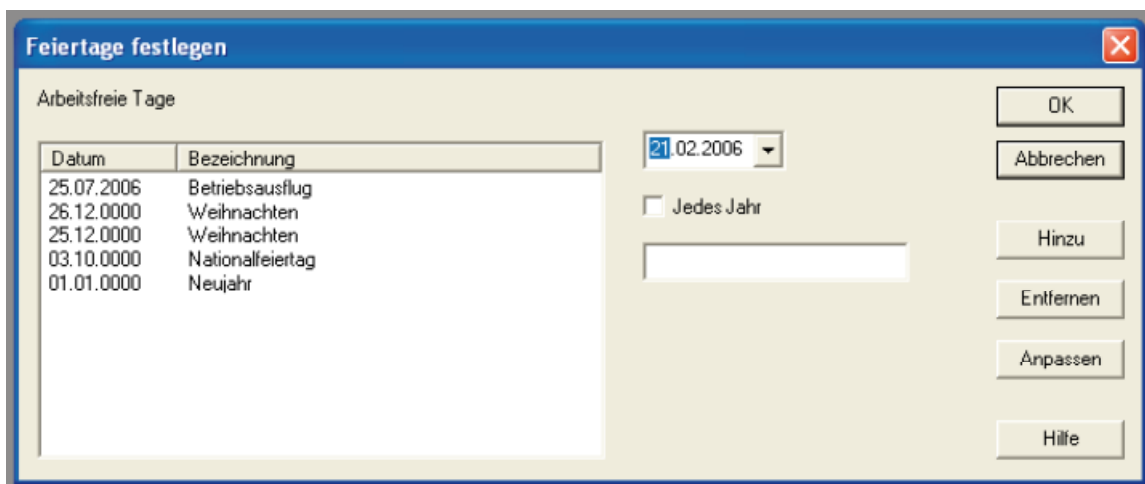 Feiertage festlegen
Arbeitsfreie Tage
Datum Bezeichnung
25.07.2006 Betriebsausflug
26.12.0000 Weihnachten
25.12.0000 Weihnachten
03.10.0000 Nationalfeiertag
01.01.0000 Neujahr
21.02.2006
Jedes Jahr
OK
Abbrechen
Hinzu
Entfernen
Anpassen
Hilfe